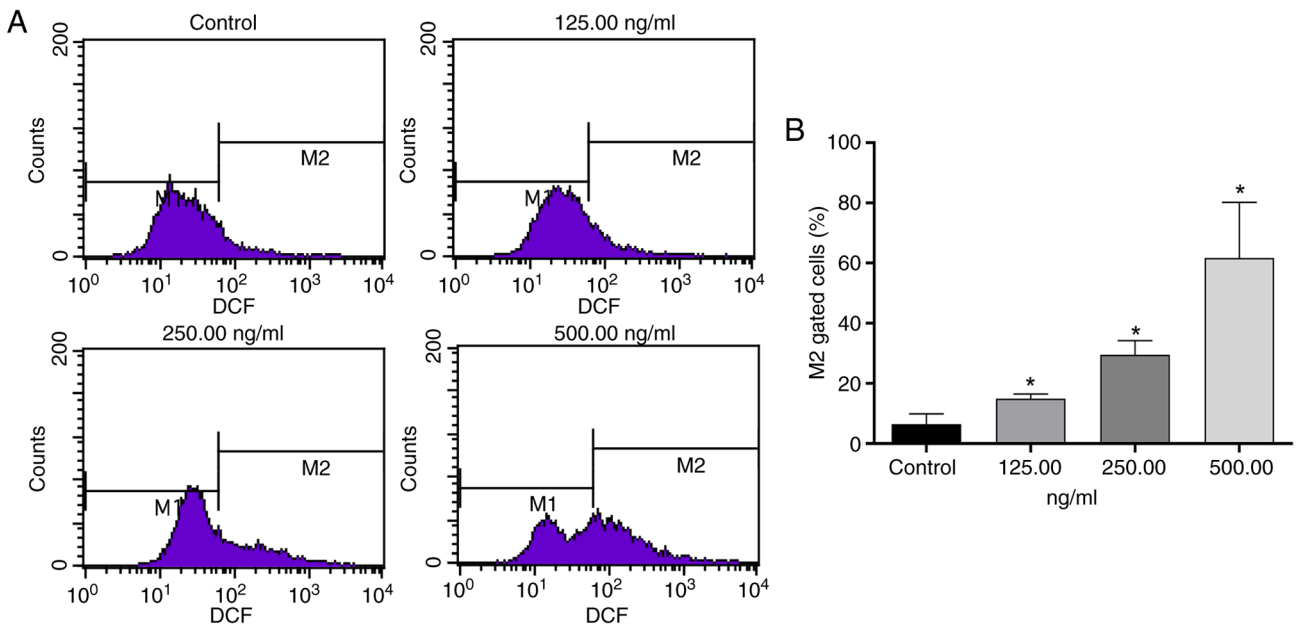 A
Control
200
Counts
M1
M2
0
10^0 10^1 10^2 10^3 10^4
DCF
125.00 ng/ml
200
Counts
M1
M2
0
10^0 10^1 10^2 10^3 10^4
DCF
250.00 ng/ml
200
Counts
M1
M2
0
10^0 10^1 10^2 10^3 10^4
DCF
500.00 ng/ml
200
Counts
M1
M2
0
10^0 10^1 10^2 10^3 10^4
DCF
B
M2 gated cells (%)
100
80
60
40
20
0
* * * 
Control 125.00 250.00 500.00
ng/ml